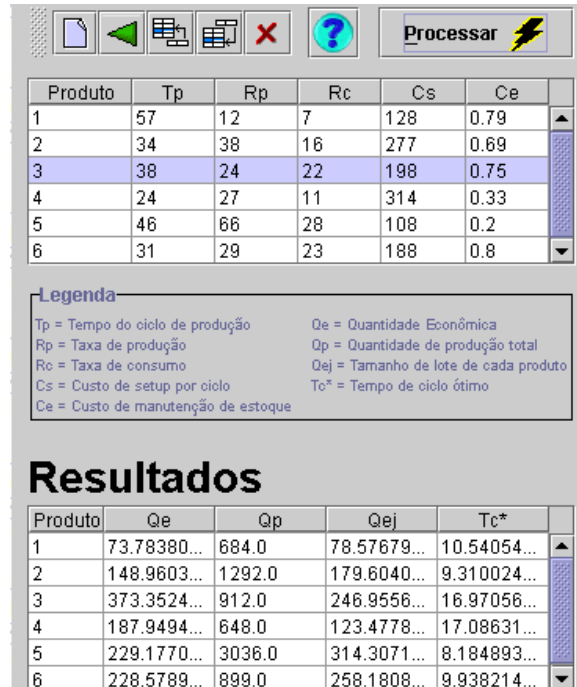 Processar
Produto Tp Rp Rc Cs Ce
1 57 12 7 128 0.79
2 34 38 16 277 0.69
3 38 24 22 198 0.75
4 24 27 11 314 0.33
5 46 66 28 108 0.2
6 31 29 23 188 0.8
Legenda
Tp = Tempo do ciclo de produção Qe = Quantidade Econômica
Rp = Taxa de produção Qp = Quantidade de produção total
Rc = Taxa de consumo Qej = Tamanho de lote de cada produto
Cs = Custo de setup por ciclo Tc* = Tempo de ciclo ótimo
Ce = Custo de manutenção de estoque
Resultados
Produto Qe Qp Qej Tc*
1 73.78380... 684.0 78.57679... 10.54054...
2 148.9603... 1292.0 179.6040... 9.310024...
3 373.3524... 912.0 246.9556... 16.97056...
4 187.9494... 648.0 123.4778... 17.08631...
5 229.1770... 3036.0 314.3071... 8.184893...
6 228.5789... 899.0 258.1808... 9.938214...